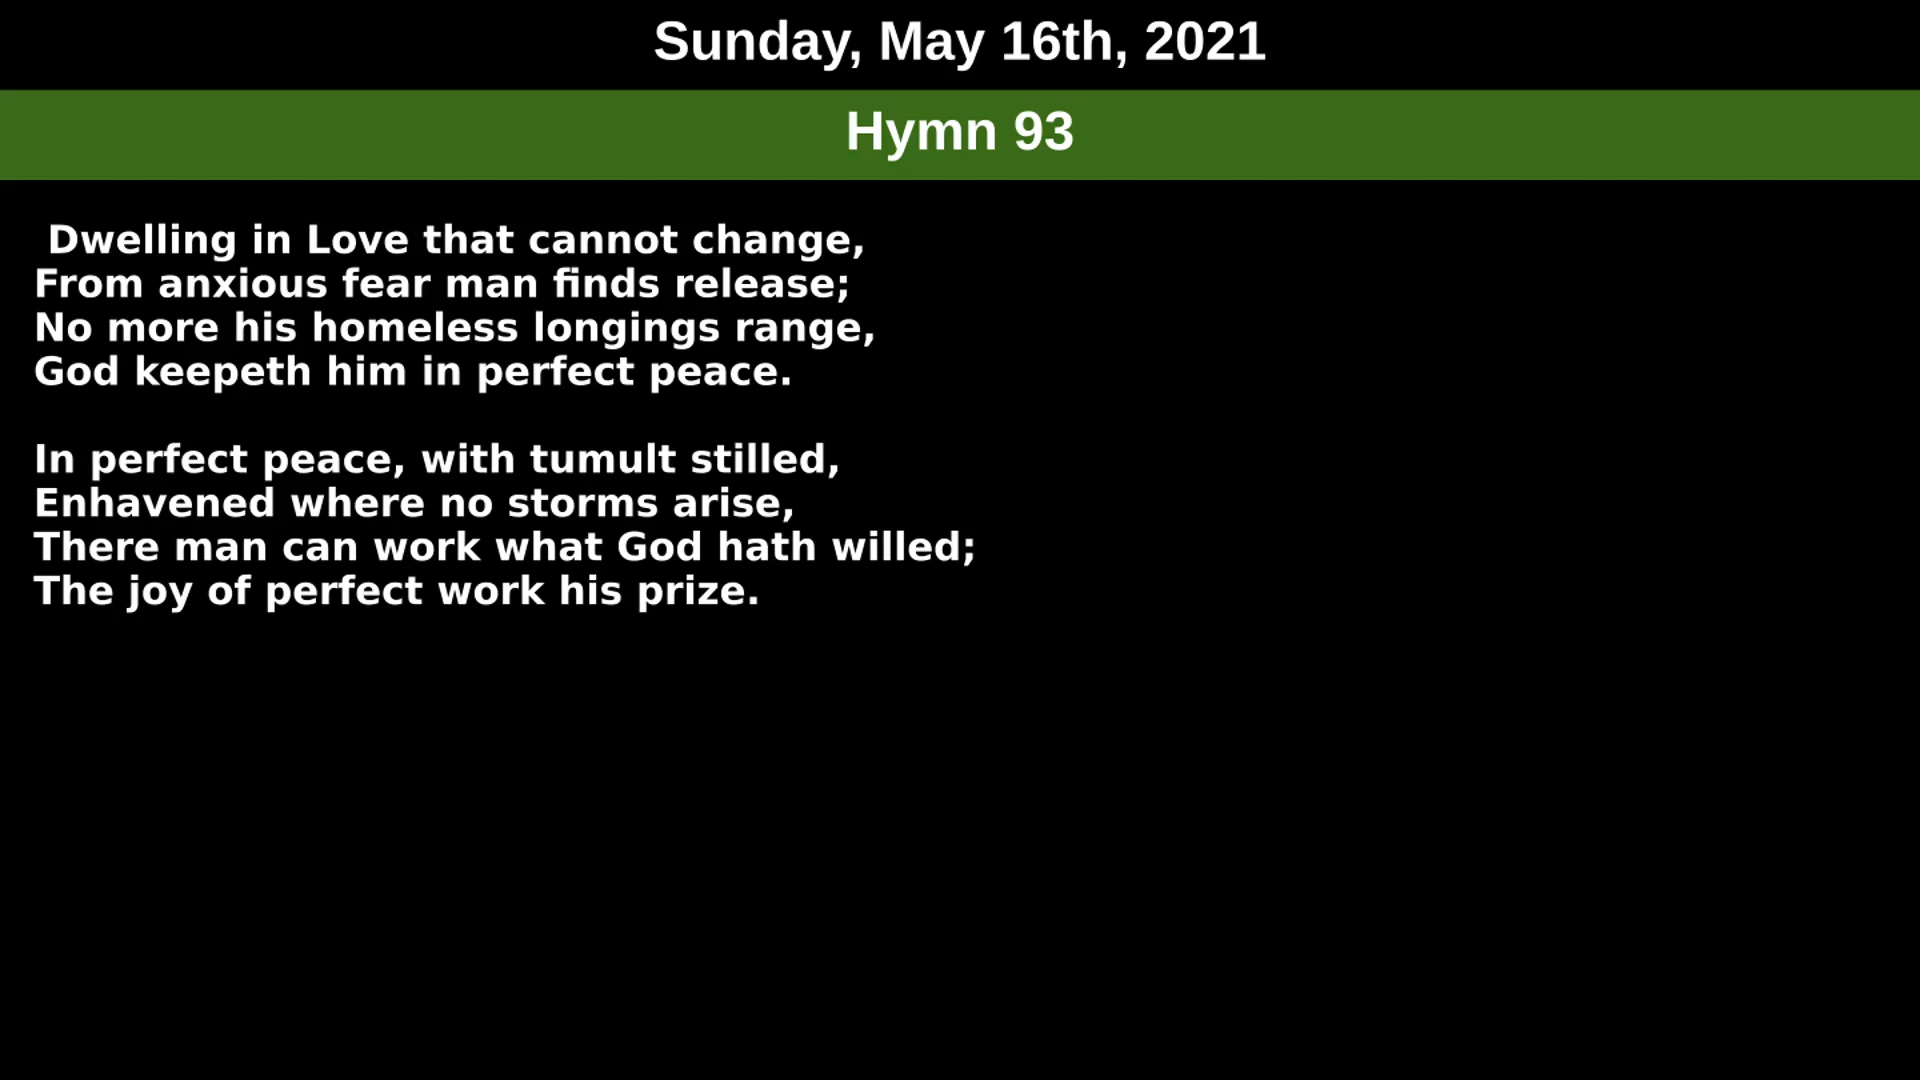 Sunday, May 16th, 2021
Hymn 93
Dwelling in Love that cannot change,
From anxious fear man finds release;
No more his homeless longings range,
God keepeth him in perfect peace.
In perfect peace, with tumult stilled,
Enhavened where no storms arise,
There man can work what God hath willed;
The joy of perfect work his prize.